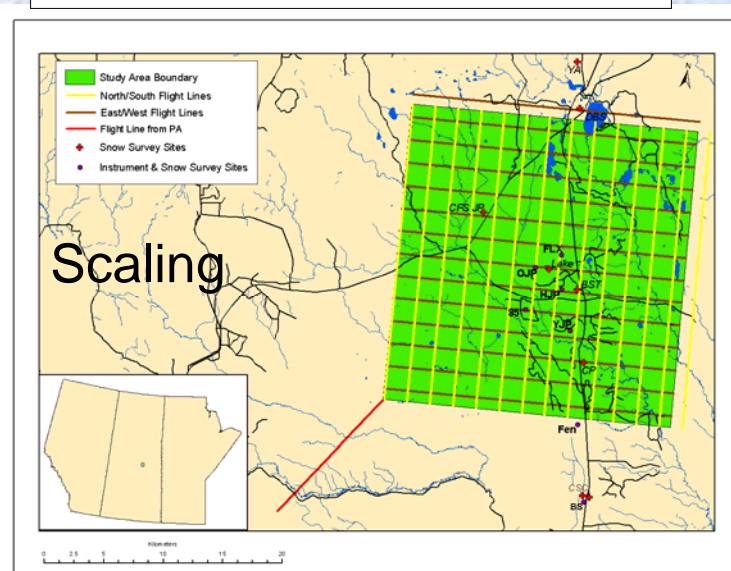 Study Area Boundary
North/South Flight Lines
East/West Flight Lines
Flight Line from PA
Snow Survey Sites
Instrument & Snow Survey Sites
N
YA
DBS
CFS JP
Scaling
FLX
Lake
OJP
HJP
BST
YJP
CP
Fen
BS
Kilometers
0 2.5 5 10 15 20